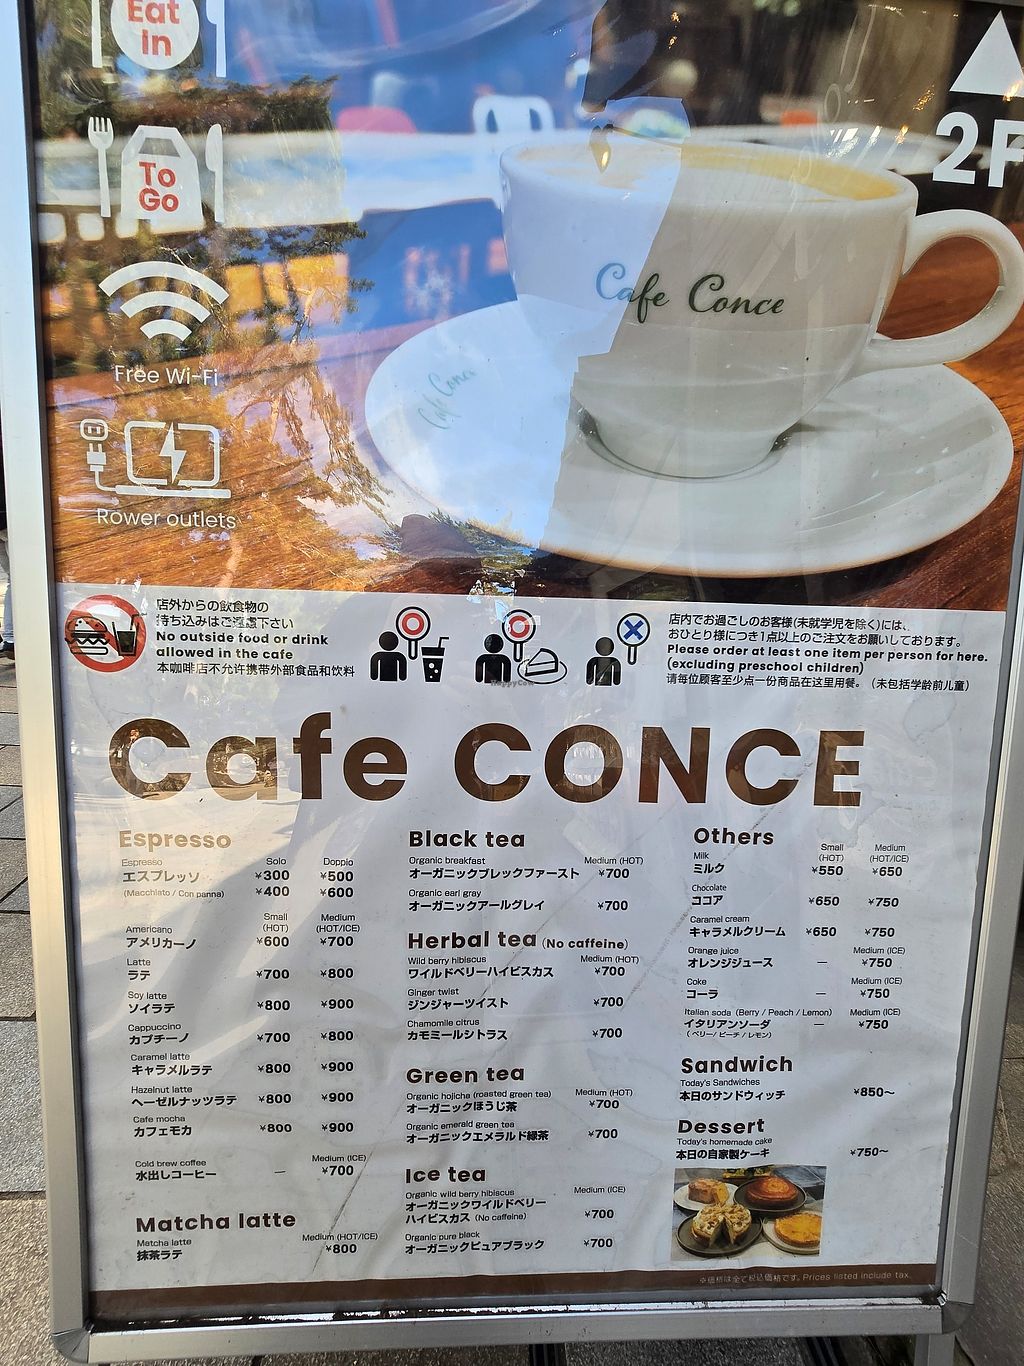 Eat
In
To
Go
2F
Cafe Conce
Cafe Conce
Free Wi-Fi
Rower outlets
店外からの飲食物の
持ち込みはご遠慮下さい
No outside food or drink
allowed in the cafe
本咖啡店不允许携带外部食品和饮料
HappyCow
店内でお過ごしのお客様(未就学児を除く)には、
おひとり様につき1点以上のご注文をお願いしております。
Please order at least one item per person for here.
(excluding preschool children)
请每位顾客至少点一份商品在这里用餐。（未包括学龄前儿童）
Cafe CONCE
Espresso
Solo Doppio
Espresso
エスプレッソ ¥300 ¥500
(Macchiato / Con panna) ¥400 ¥600
Small (HOT) Medium (HOT/ICE)
Americano
アメリカーノ ¥600 ¥700
Latte
ラテ ¥700 ¥800
Soy latte
ソイラテ ¥800 ¥900
Cappuccino
カプチーノ ¥700 ¥800
Caramel latte
キャラメルラテ ¥800 ¥900
Hazelnut latte
ヘーゼルナッツラテ ¥800 ¥900
Cafe mocha
カフェモカ ¥800 ¥900
Medium (ICE)
Cold brew coffee
水出しコーヒー — ¥700
Matcha latte
Medium (HOT/ICE)
Matcha latte
抹茶ラテ ¥800
Black tea
Organic breakfast Medium (HOT)
オーガニックブレックファースト ¥700
Organic earl gray
オーガニックアールグレイ ¥700
Herbal tea (No caffeine)
Wild berry hibiscus Medium (HOT)
ワイルドベリーハイビスカス ¥700
Ginger twist
ジンジャーツイスト ¥700
Chamomile citrus
カモミールシトラス ¥700
Green tea
Organic hojicha (roasted green tea) Medium (HOT)
オーガニックほうじ茶 ¥700
Organic emerald green tea
オーガニックエメラルド緑茶 ¥700
Ice tea
Organic wild berry hibiscus Medium (ICE)
オーガニックワイルドベリー
ハイビスカス (No caffeine) ¥700
Organic pure black
オーガニックピュアブラック ¥700
Others
Small (HOT) Medium (HOT/ICE)
Milk
ミルク ¥550 ¥650
Chocolate
ココア ¥650 ¥750
Caramel cream
キャラメルクリーム ¥650 ¥750
Orange juice Medium (ICE)
オレンジジュース — ¥750
Coke Medium (ICE)
コーラ — ¥750
Italian soda (Berry / Peach / Lemon) Medium (ICE)
イタリアンソーダ — ¥750
(ベリー/ ピーチ / レモン)
Sandwich
Today's Sandwiches
本日のサンドウィッチ ¥850〜
Dessert
Today's homemade cake
本日の自家製ケーキ ¥750〜
※価格は全て税込価格です。Prices listed include tax.